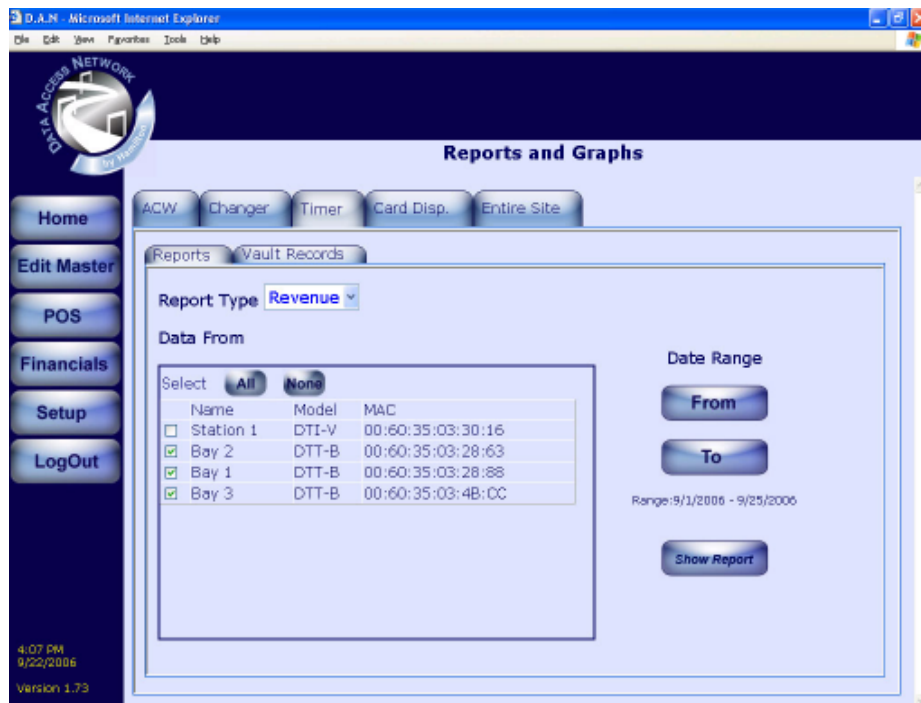 D.A.N - Microsoft Internet Explorer
File Edit View Favorites Tools Help
DATA ACCESS NETWORK
by Hamilton
Reports and Graphs
Home
Edit Master
POS
Financials
Setup
LogOut
4:07 PM
9/22/2006
Version 1.73
ACW Changer Timer Card Disp. Entire Site
Reports Vault Records
Report Type Revenue
Data From
Select All None
Name Model MAC
Station 1 DTI-V 00:60:35:03:30:16
Bay 2 DTT-B 00:60:35:03:28:63
Bay 1 DTT-B 00:60:35:03:28:88
Bay 3 DTT-B 00:60:35:03:4B:CC
Date Range
From
To
Range:9/1/2006 - 9/25/2006
Show Report